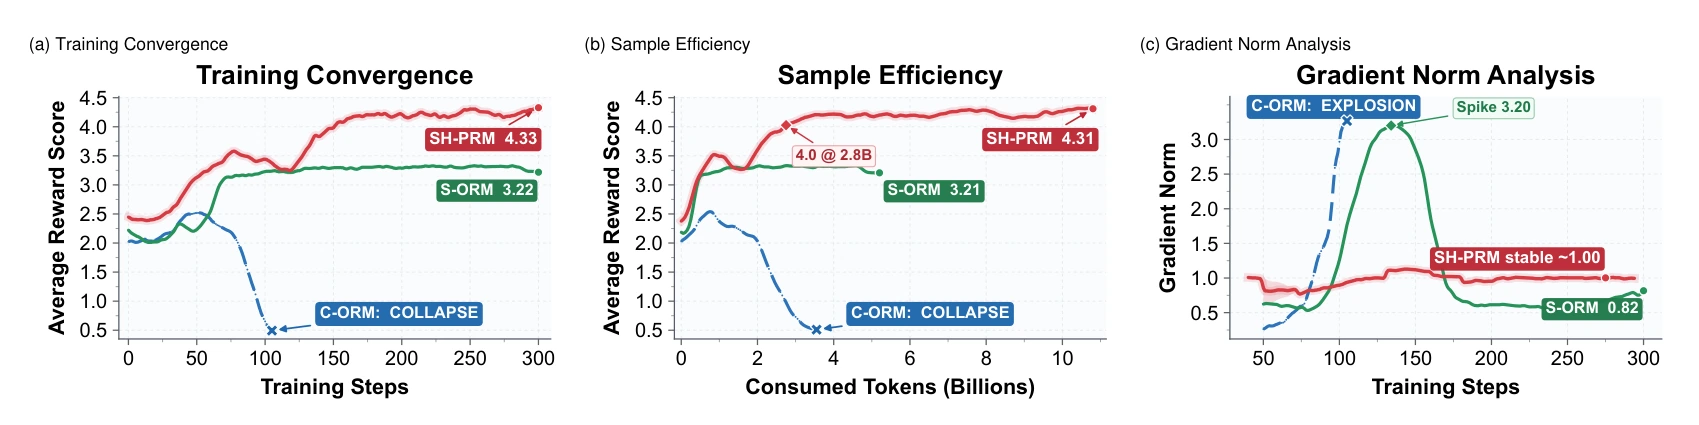 (a) Training Convergence
Training Convergence
Average Reward Score
4.5
4.0
3.5
3.0
2.5
2.0
1.5
1.0
0.5
SH-PRM 4.33
S-ORM 3.22
C-ORM: COLLAPSE
0 50 100 150 200 250 300
Training Steps
(b) Sample Efficiency
Sample Efficiency
Average Reward Score
4.5
4.0
3.5
3.0
2.5
2.0
1.5
1.0
0.5
SH-PRM 4.31
4.0 @ 2.8B
S-ORM 3.21
C-ORM: COLLAPSE
0 2 4 6 8 10
Consumed Tokens (Billions)
(c) Gradient Norm Analysis
Gradient Norm Analysis
Gradient Norm
3.0
2.5
2.0
1.5
1.0
0.5
C-ORM: EXPLOSION
Spike 3.20
SH-PRM stable ~1.00
S-ORM 0.82
50 100 150 200 250 300
Training Steps